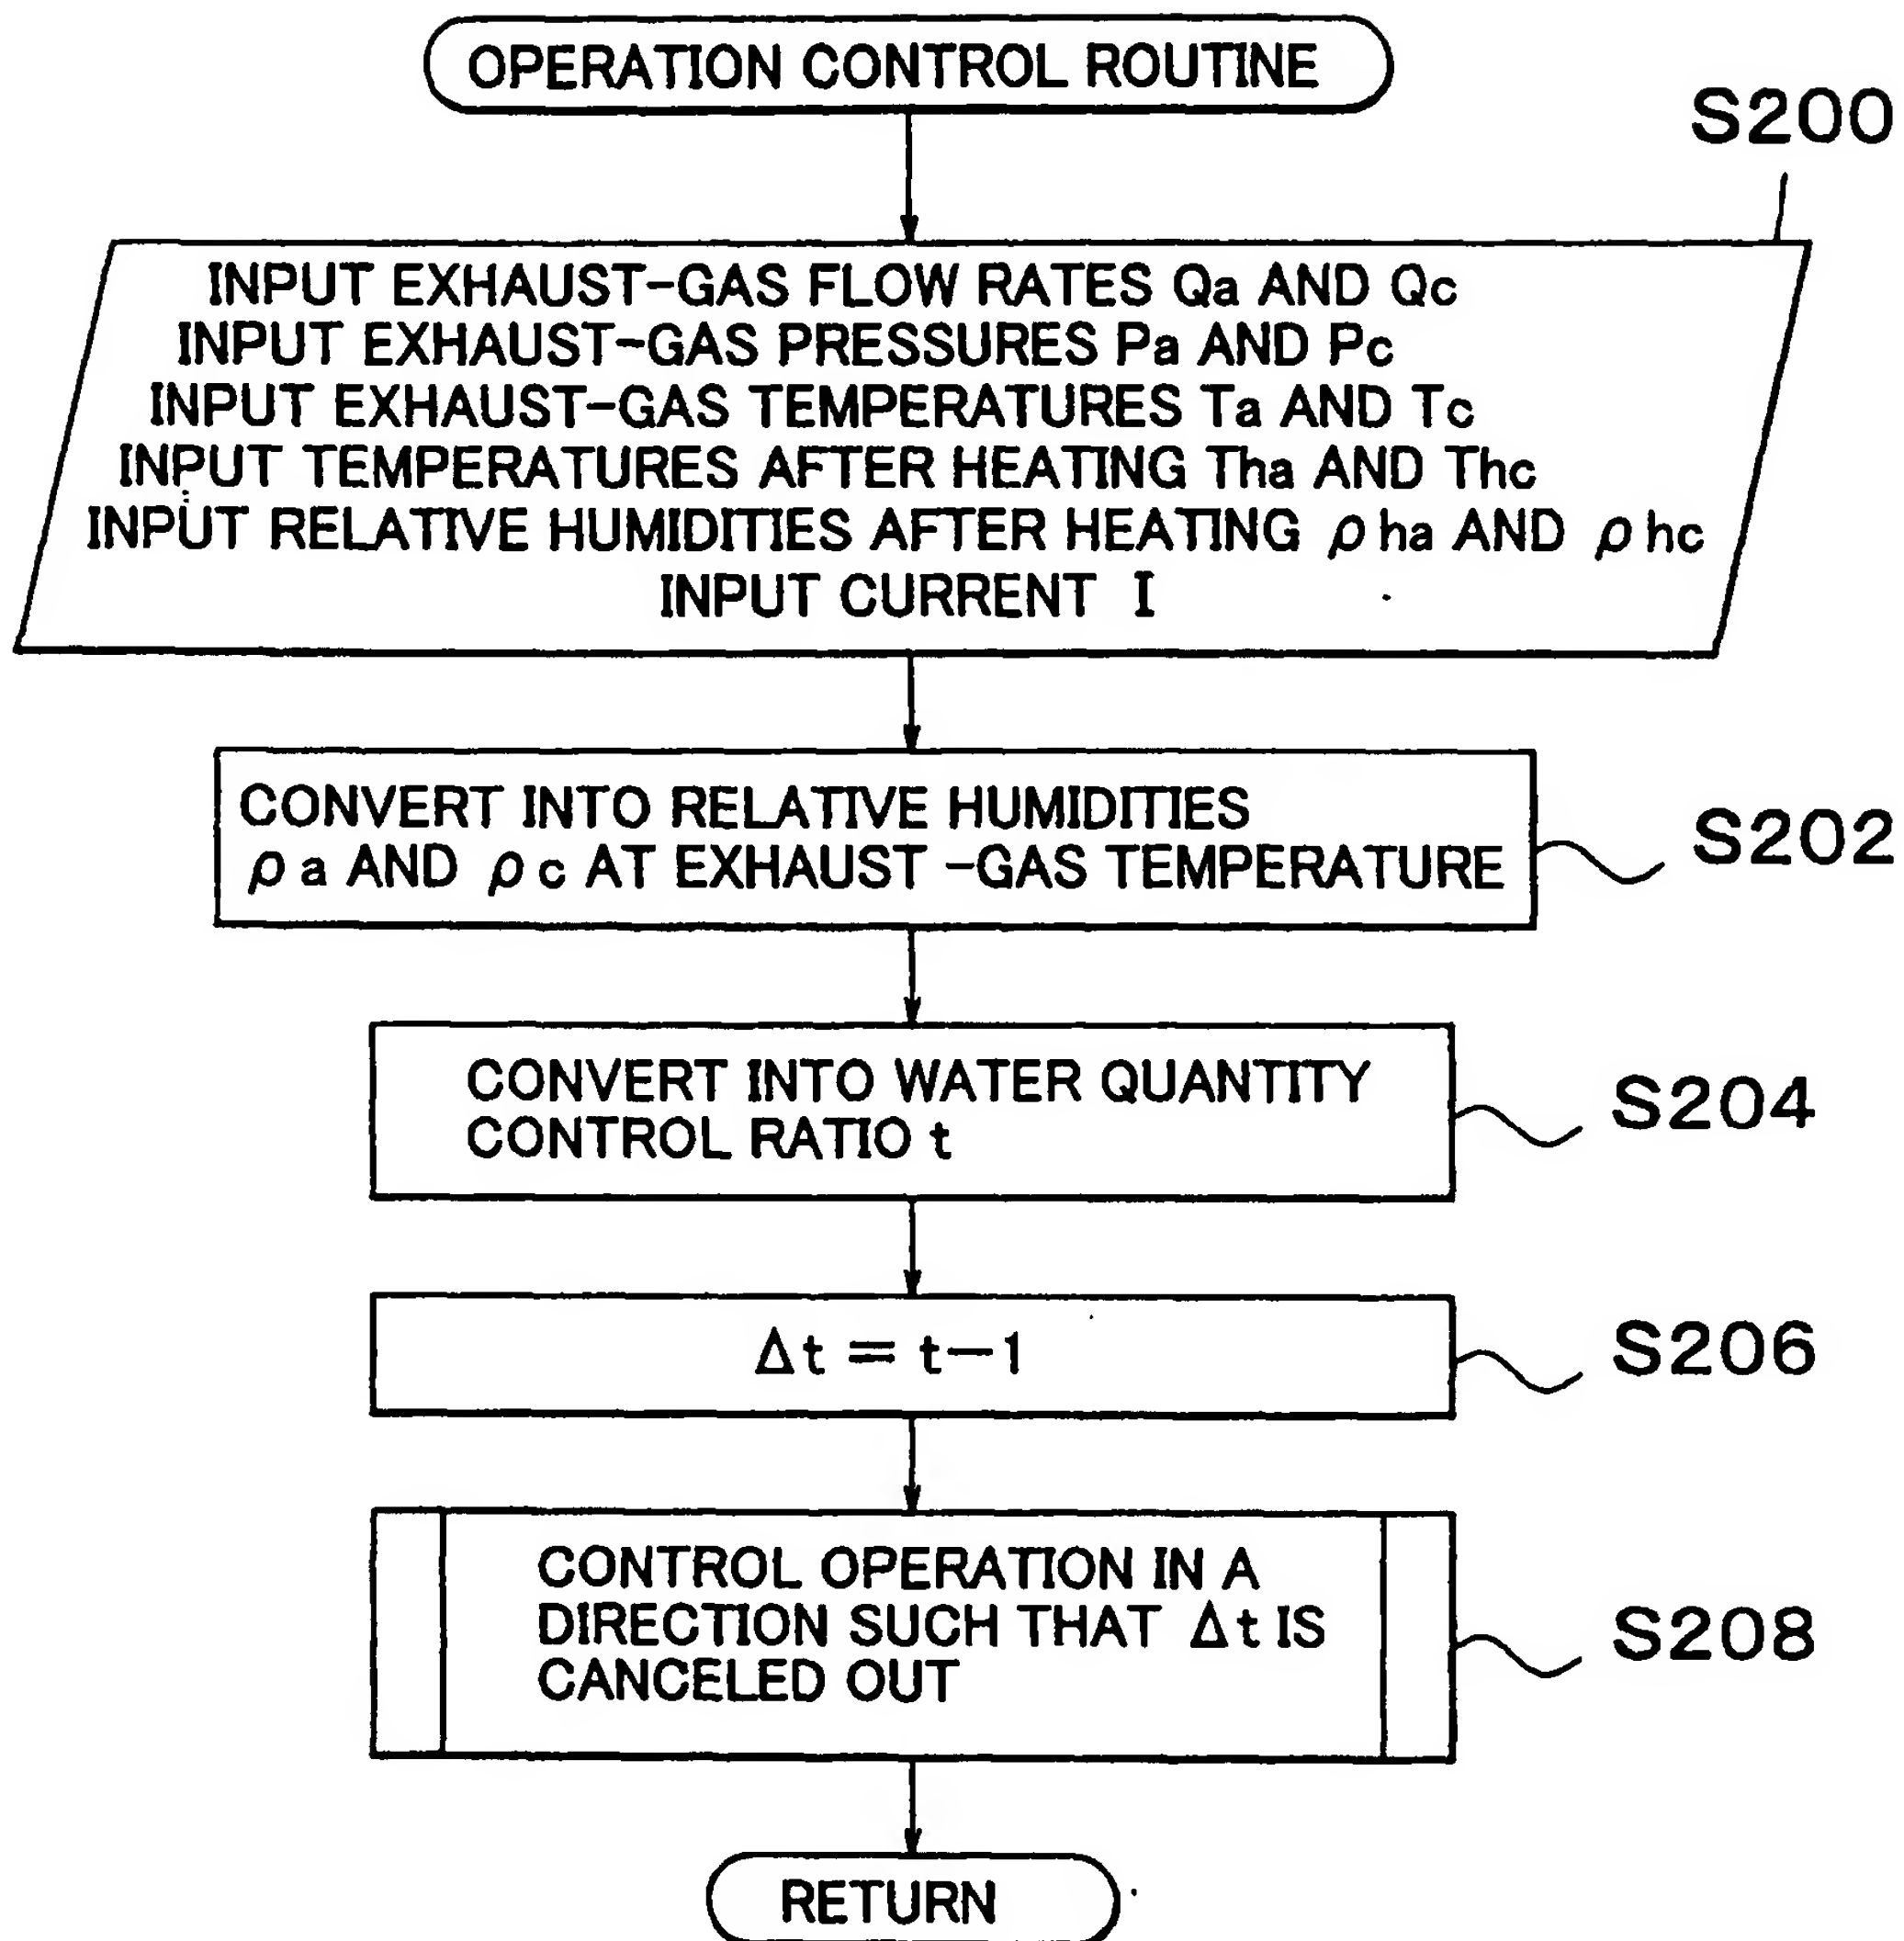 OPERATION CONTROL ROUTINE
S200
INPUT EXHAUST-GAS FLOW RATES Qa AND Qc
INPUT EXHAUST-GAS PRESSURES Pa AND Pc
INPUT EXHAUST-GAS TEMPERATURES Ta AND Tc
INPUT TEMPERATURES AFTER HEATING Tha AND Thc
INPUT RELATIVE HUMIDITIES AFTER HEATING ρha AND ρhc
INPUT CURRENT I
CONVERT INTO RELATIVE HUMIDITIES
ρa AND ρc AT EXHAUST -GAS TEMPERATURE
S202
CONVERT INTO WATER QUANTITY
CONTROL RATIO t
S204
Δt = t-1
S206
CONTROL OPERATION IN A
DIRECTION SUCH THAT Δt IS
CANCELED OUT
S208
RETURN